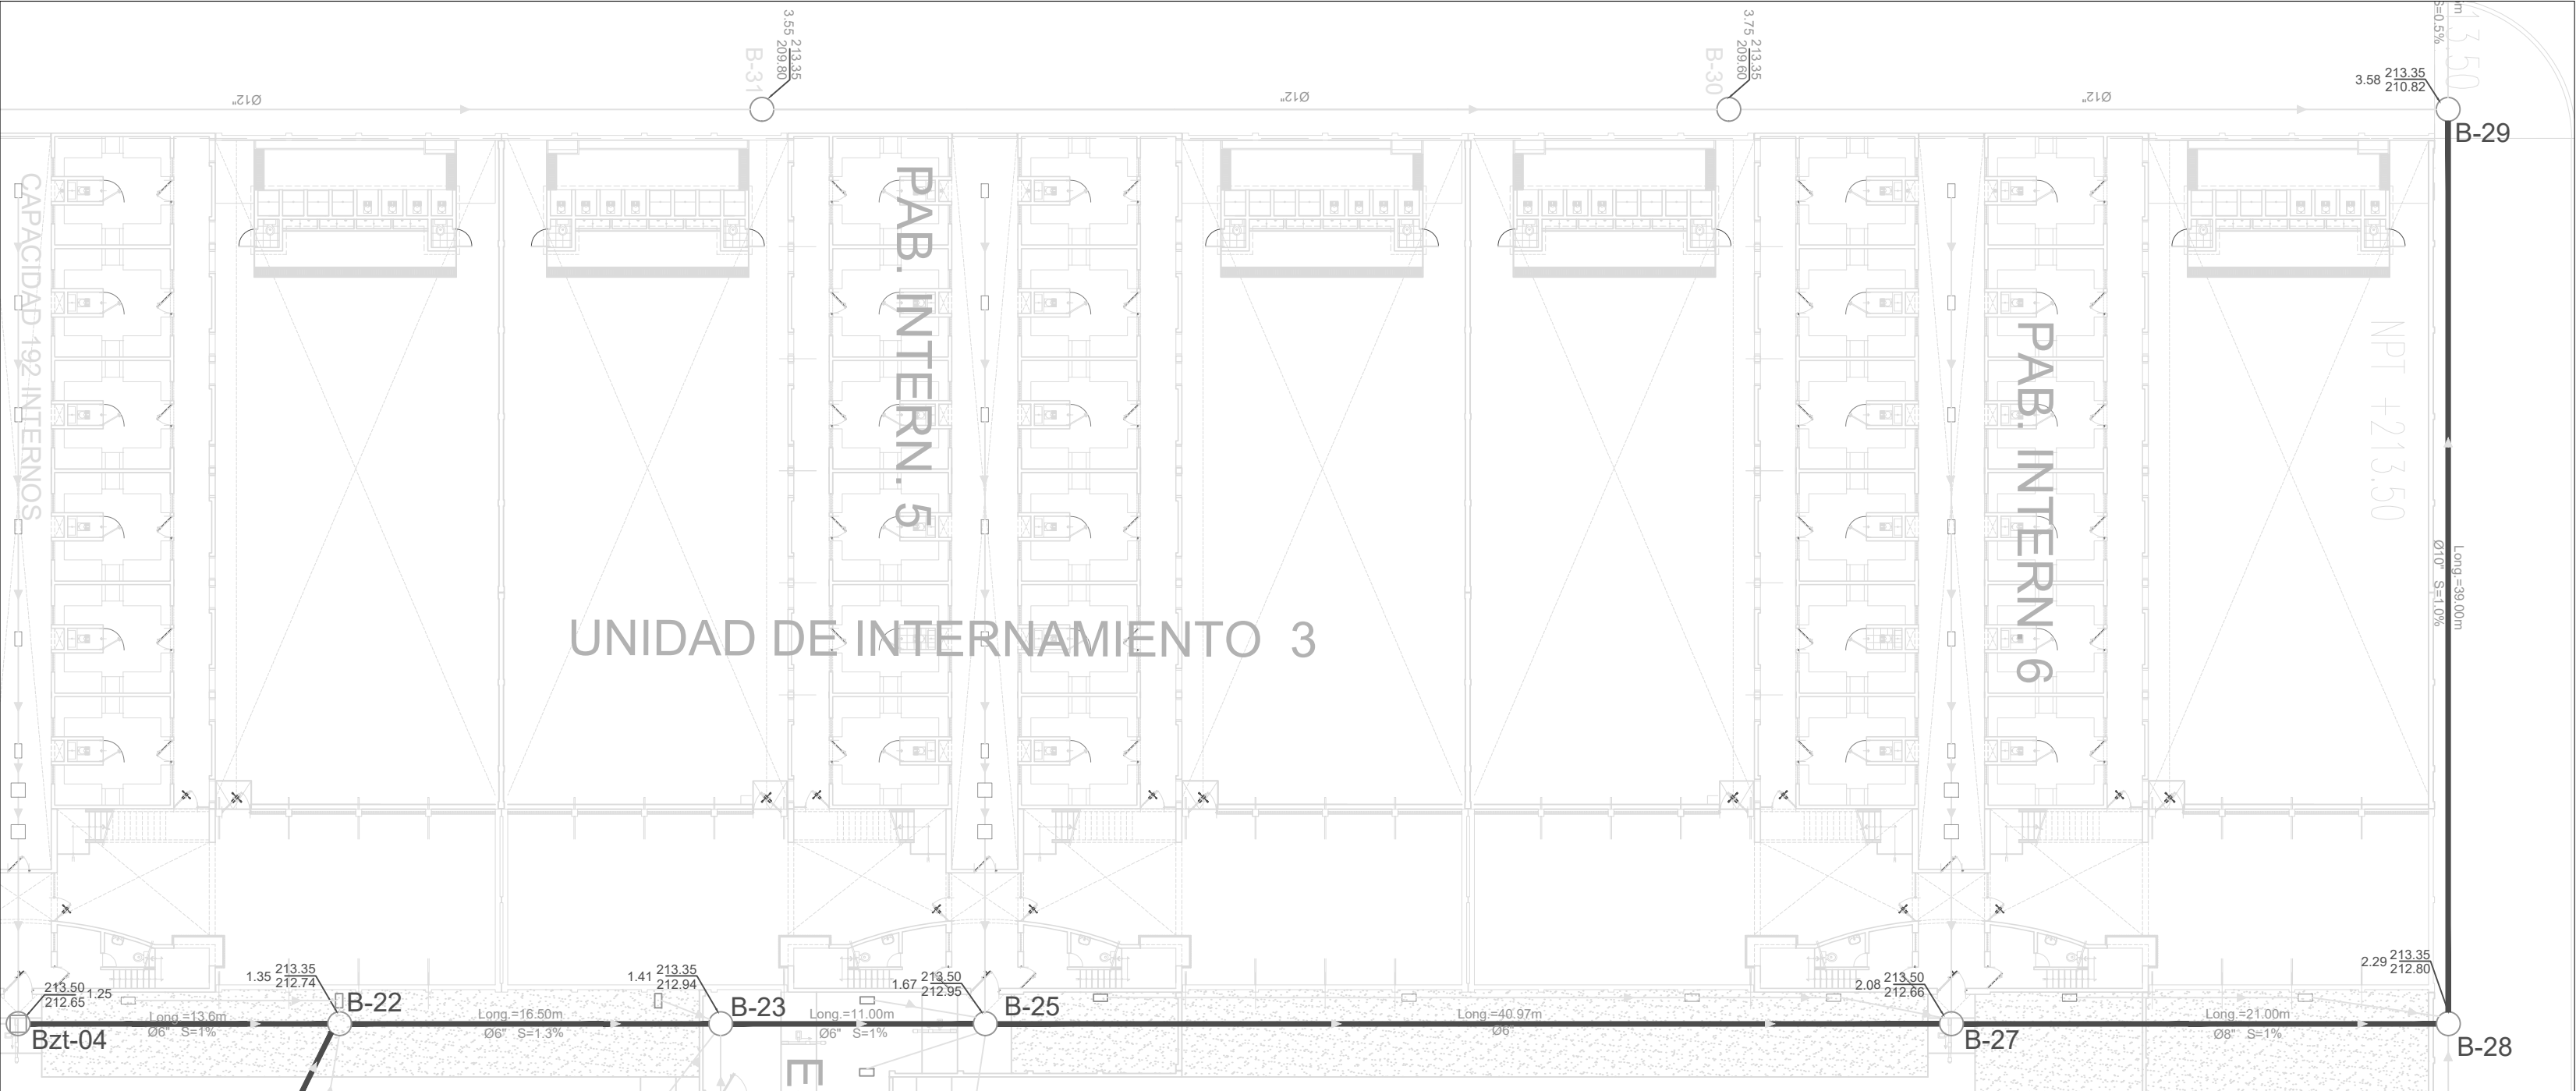 3.55 213.35
209.80
B-31
3.75 213.35
209.60
B-30
m
S=0.5%
13.50
3.58 213.35
210.82
B-29
Ø12"
Ø12"
Ø12"
CAPACIDAD 192 INTERNOS
PAB. INTERN. 5
PAB. INTERN. 6
NPT +213.50
Long.=39.00m
Ø10" S=1.0%
UNIDAD DE INTERNAMIENTO 3
213.50
212.65 1.25
Bzt-04
Long.=13.6m
Ø6" S=1%
1.35 213.35
212.74
B-22
Long.=16.50m
Ø6" S=1.3%
1.41 213.35
212.94
B-23
Long.=11.00m
Ø6" S=1%
1.67 213.50
212.95
B-25
Long.=40.97m
Ø6"
2.08 213.50
212.66
B-27
Long.=21.00m
Ø8" S=1%
2.29 213.35
212.80
B-28
E